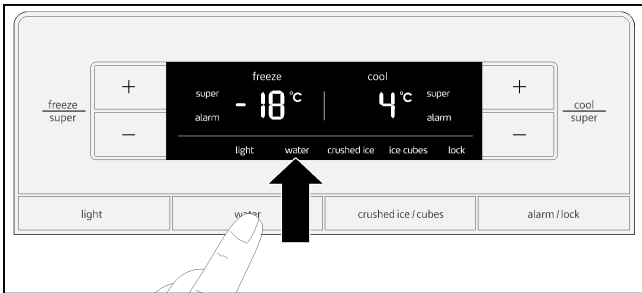 freeze
super
+
−
freeze
super
alarm
-18 °C
cool
4 °C
super
alarm
light water crushed ice ice cubes lock
+
−
cool
super
light
water
crushed ice / cubes
alarm / lock